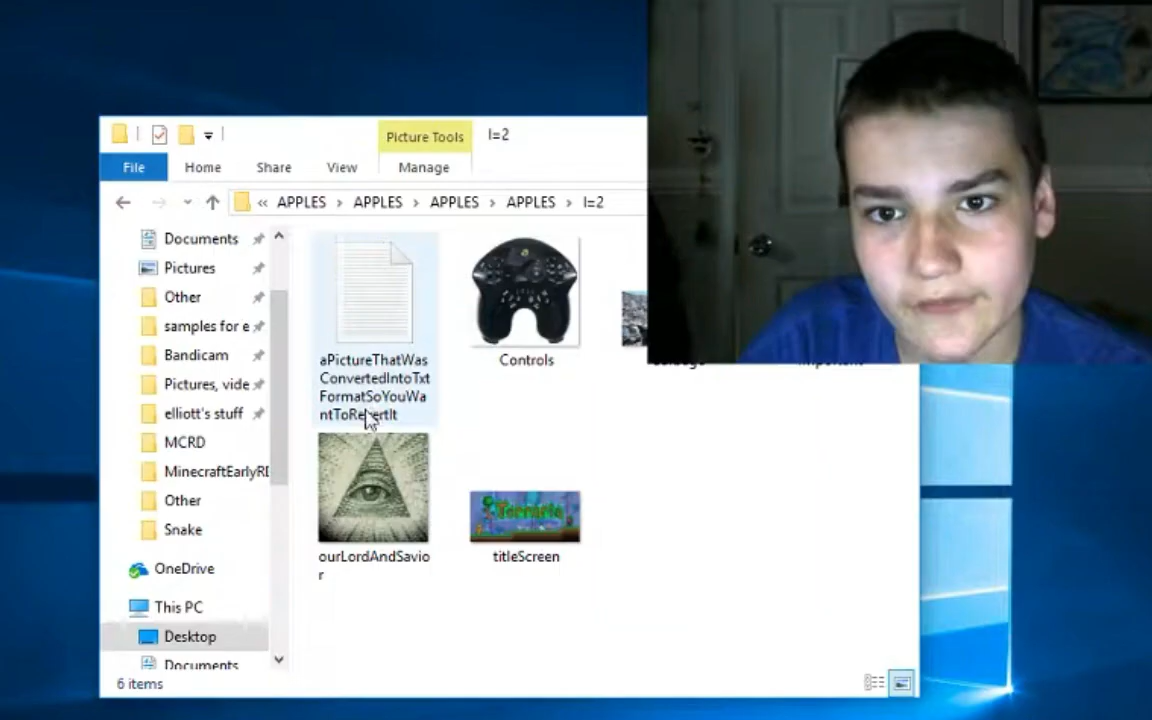 Picture Tools
I=2
File
Home
Share
View
Manage
«
APPLES > APPLES > APPLES > APPLES > I=2
Documents
Pictures
Other
samples for e
Bandicam
Pictures, vide
elliott's stuff
MCRD
MinecraftEarlyRD
Other
Snake
OneDrive
This PC
Desktop
Documents
aPictureThatWas
ConvertedIntoTxt
FormatSoYouWa
ntToRevertIt
Controls
ourLordAndSavio
r
Terraria
titleScreen
6 items